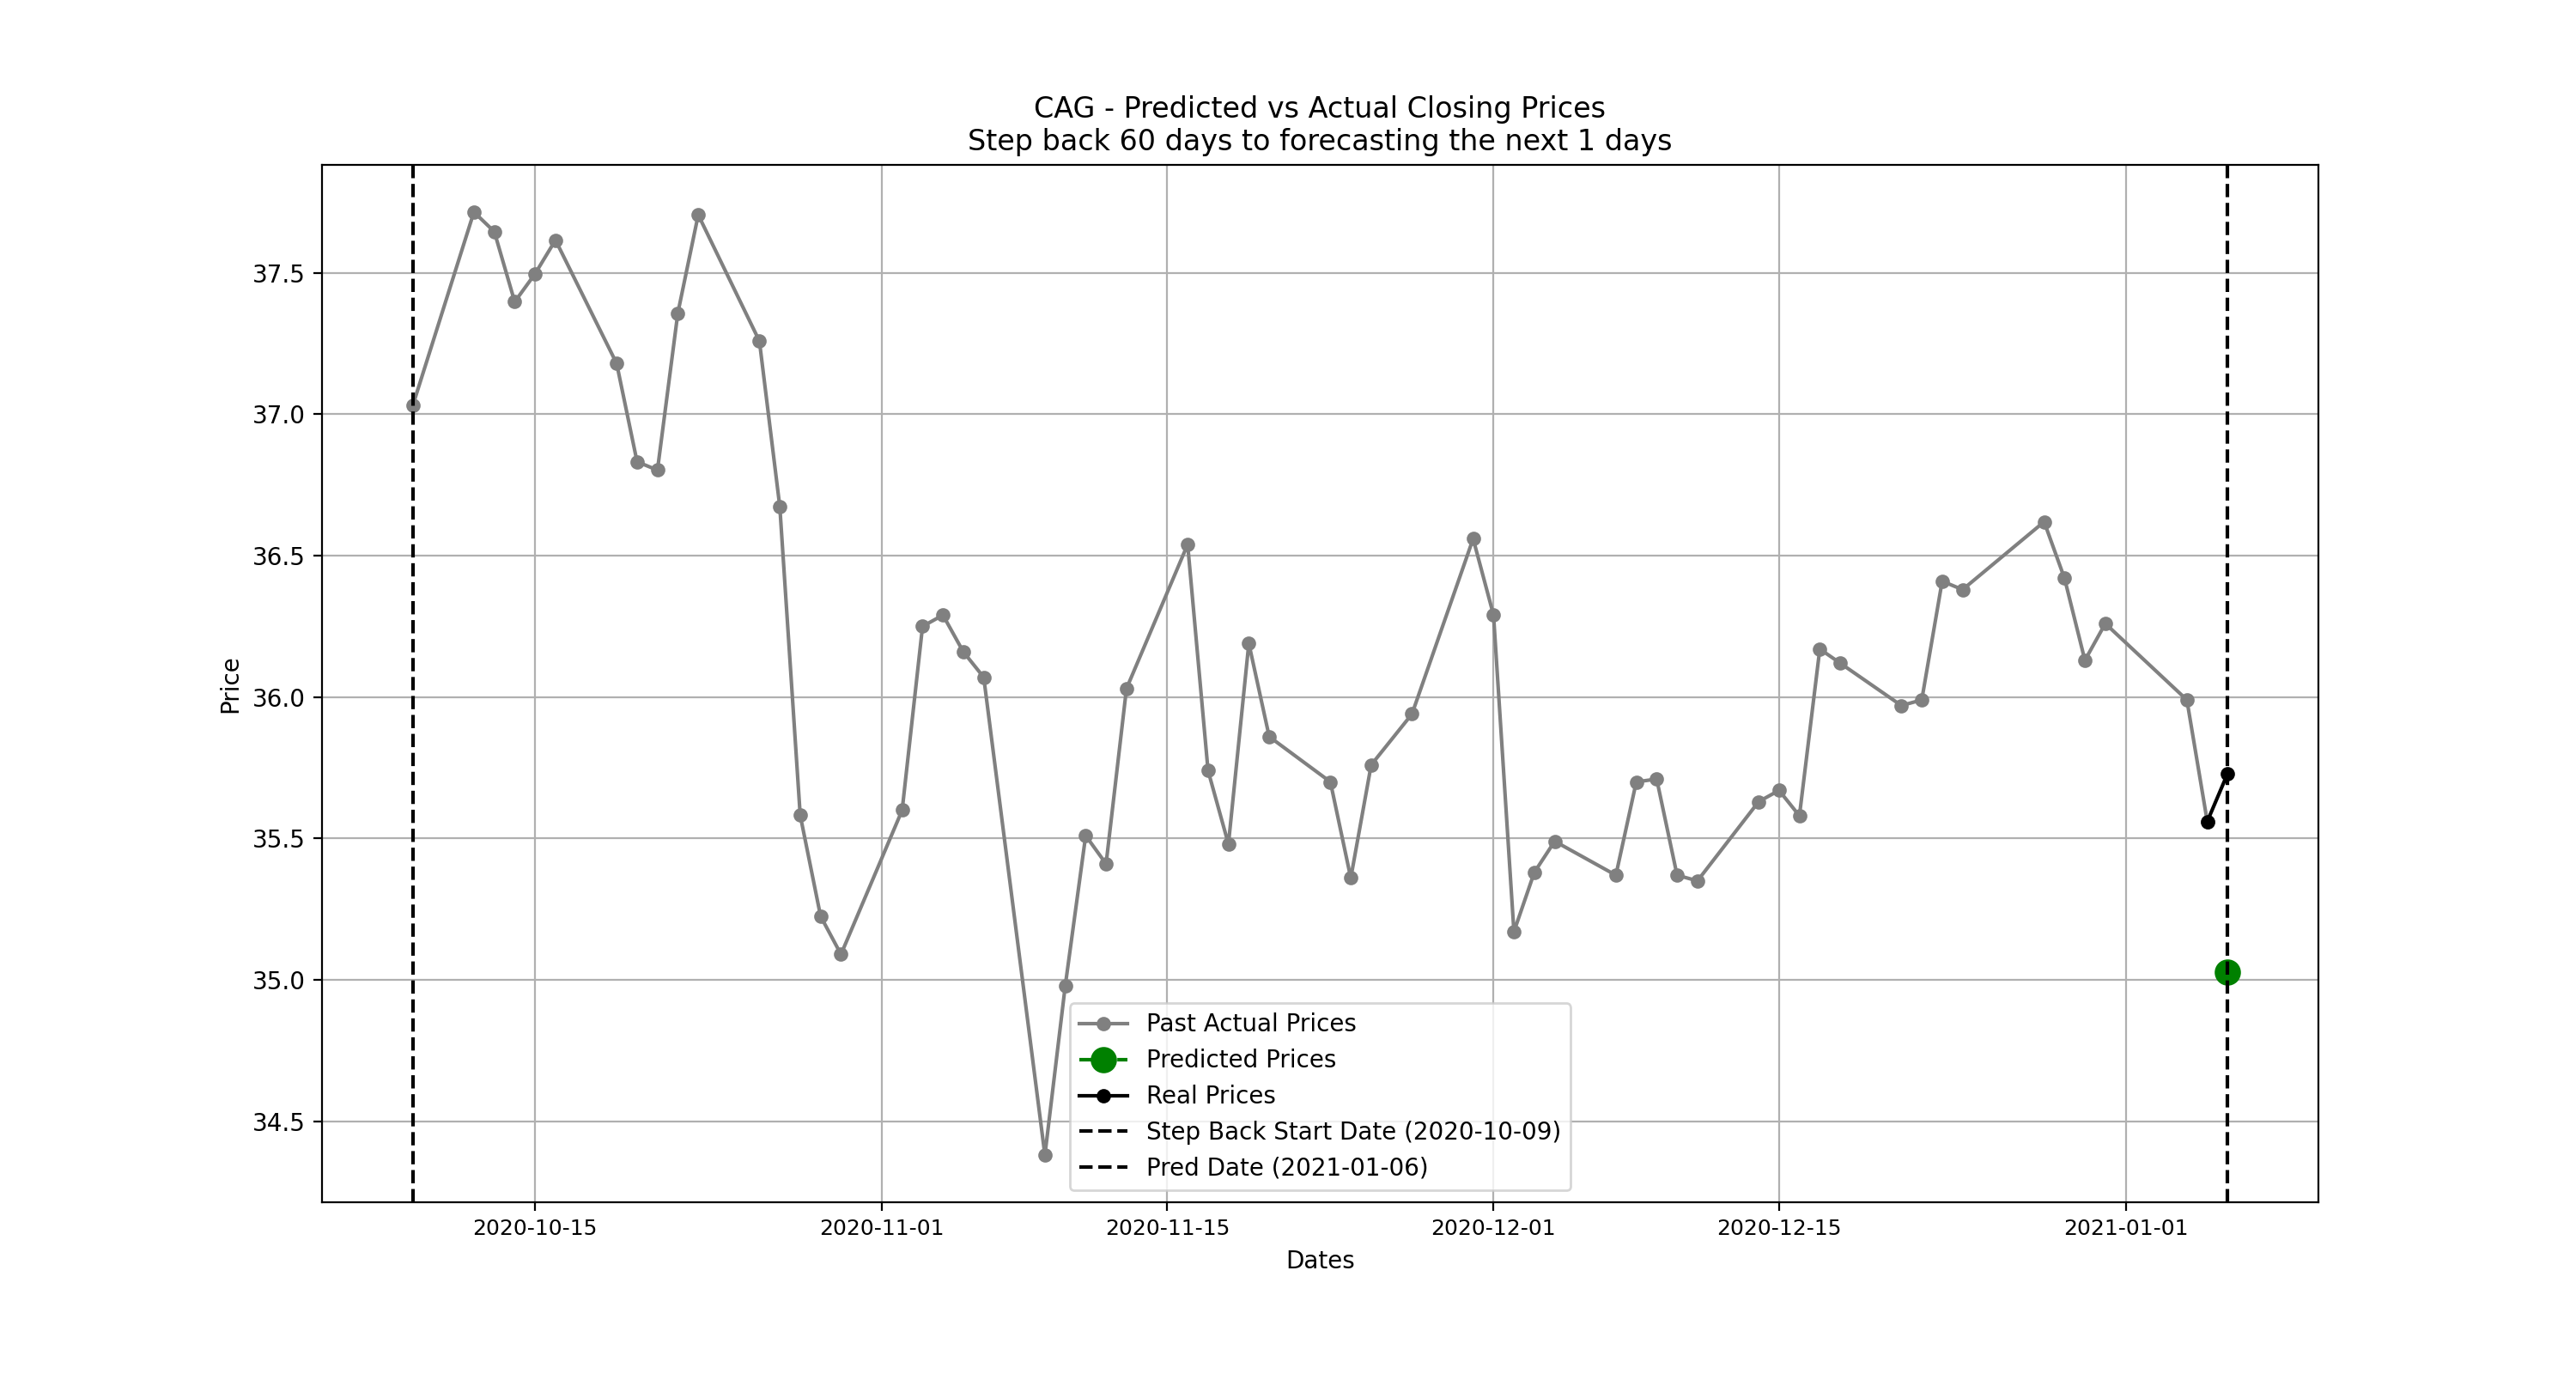 CAG - Predicted vs Actual Closing Prices
Step back 60 days to forecasting the next 1 days
37.5
37.0
36.5
36.0
35.5
35.0
34.5
Price
Past Actual Prices
Predicted Prices
Real Prices
Step Back Start Date (2020-10-09)
Pred Date (2021-01-06)
2020-10-15
2020-11-01
2020-11-15
2020-12-01
2020-12-15
2021-01-01
Dates